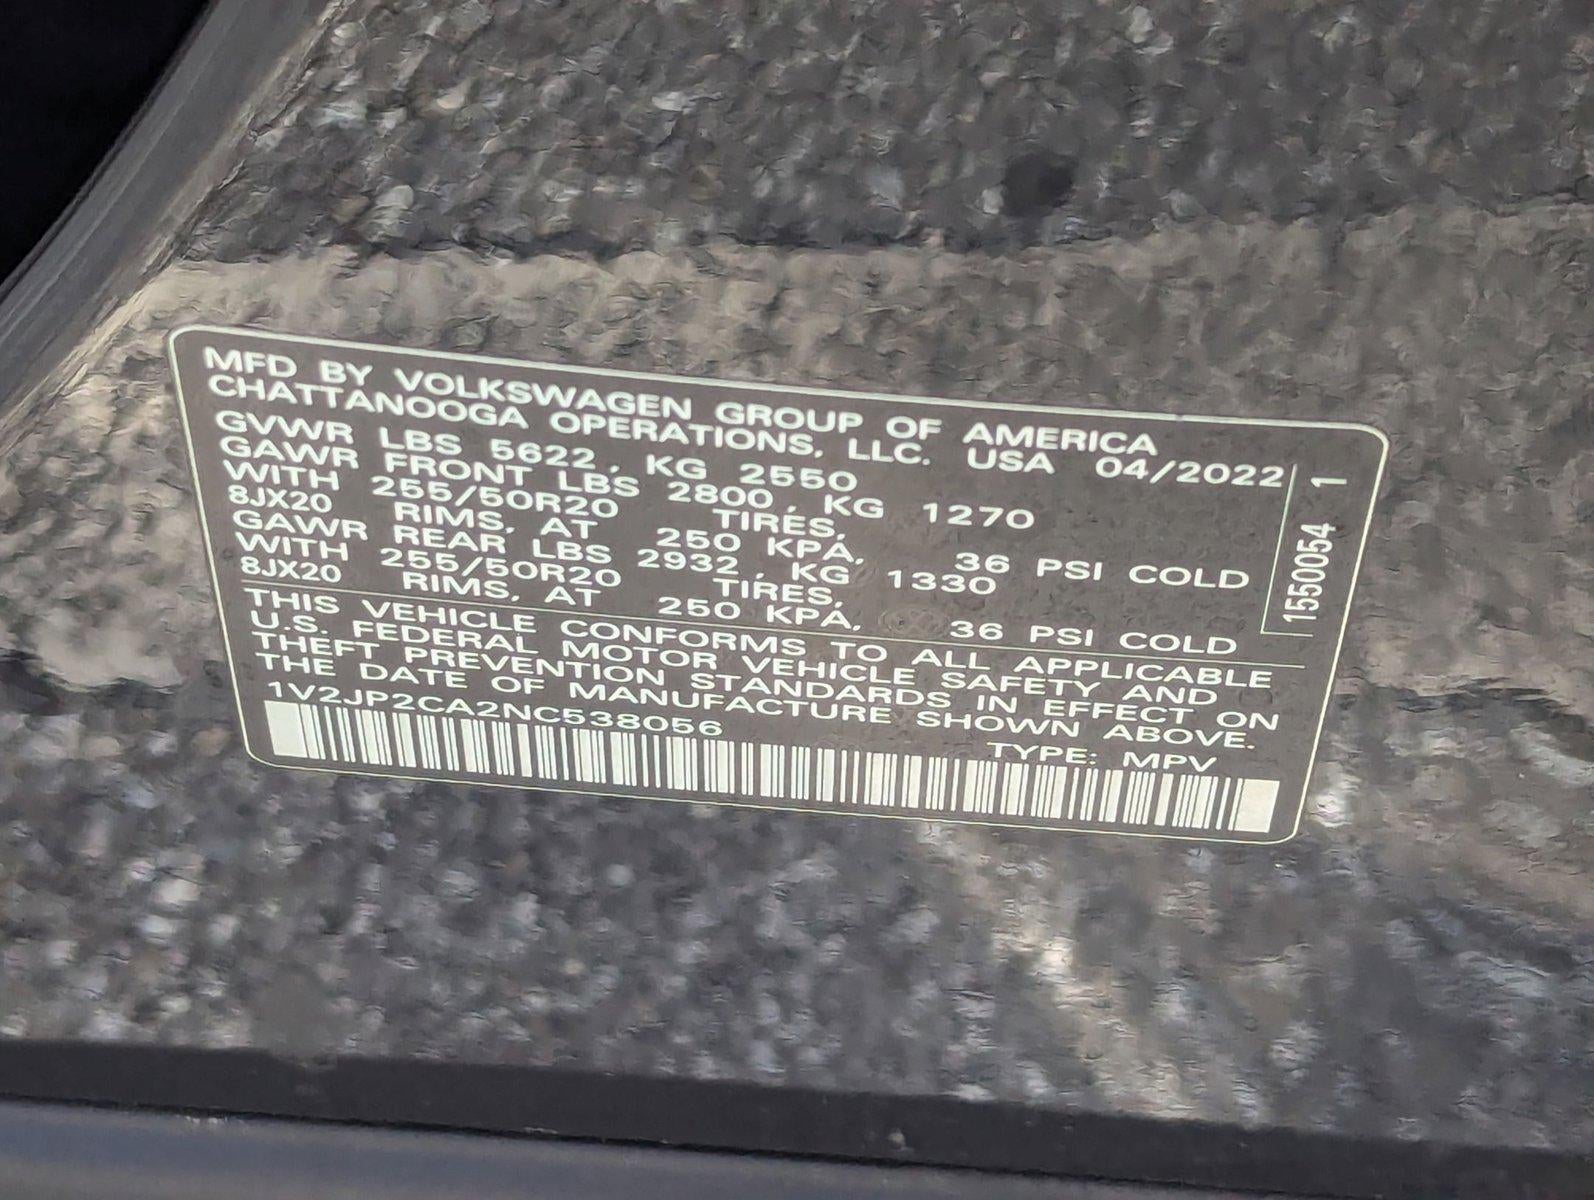 MFD BY VOLKSWAGEN GROUP OF AMERICA
CHATTANOOGA OPERATIONS, LLC. USA 04/2022
GVWR LBS 5622, KG 2550
GAWR FRONT LBS 2800, KG 1270
WITH 255/50R20 TIRES,
8JX20 RIMS, AT 250 KPA, 36 PSI COLD
GAWR REAR LBS 2932, KG 1330
WITH 255/50R20 TIRES,
8JX20 RIMS, AT 250 KPA, 36 PSI COLD
THIS VEHICLE CONFORMS TO ALL APPLICABLE
U.S. FEDERAL MOTOR VEHICLE SAFETY AND
THEFT PREVENTION STANDARDS IN EFFECT ON
THE DATE OF MANUFACTURE SHOWN ABOVE.
1V2JP2CA2NC538056 TYPE: MPV
1550054 1